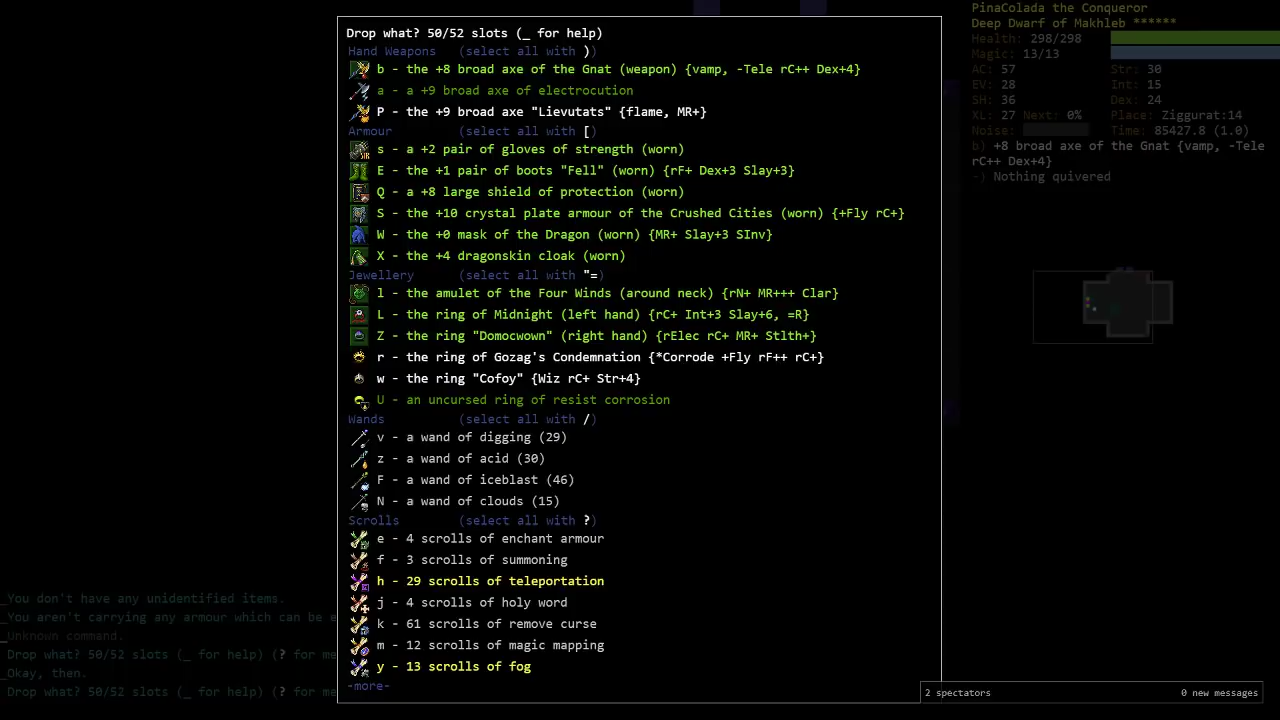 Drop what? 50/52 slots (_ for help)
Hand Weapons (select all with ))
b - the +8 broad axe of the Gnat (weapon) {vamp, -Tele rC++ Dex+4}
a - a +9 broad axe of electrocution
P - the +9 broad axe "Lievutats" {flame, MR+}
Armour (select all with [)
s - a +2 pair of gloves of strength (worn)
E - the +1 pair of boots "Fell" (worn) {rF+ Dex+3 Slay+3}
Q - a +8 large shield of protection (worn)
S - the +10 crystal plate armour of the Crushed Cities (worn) {+Fly rC+}
W - the +0 mask of the Dragon (worn) {MR+ Slay+3 SInv}
X - the +4 dragonskin cloak (worn)
Jewellery (select all with "=)
l - the amulet of the Four Winds (around neck) {rN+ MR+++ Clar}
L - the ring of Midnight (left hand) {rC+ Int+3 Slay+6, =R}
Z - the ring "Domocwown" (right hand) {rElec rC+ MR+ Stlth+}
r - the ring of Gozag's Condemnation {*Corrode +Fly rF++ rC+}
w - the ring "Cofoy" {Wiz rC+ Str+4}
U - an uncursed ring of resist corrosion
Wands (select all with /)
v - a wand of digging (29)
z - a wand of acid (30)
F - a wand of iceblast (46)
N - a wand of clouds (15)
Scrolls (select all with ?)
e - 4 scrolls of enchant armour
f - 3 scrolls of summoning
h - 29 scrolls of teleportation
j - 4 scrolls of holy word
k - 61 scrolls of remove curse
m - 12 scrolls of magic mapping
y - 13 scrolls of fog
-more-
PinaColada the Conqueror
Deep Dwarf of Makhleb ******
Health: 298/298
Magic: 13/13
AC: 57 Str: 30
EV: 28 Int: 15
SH: 36 Dex: 24
XL: 27 Next: 0% Place: Ziggurat:14
Noise: Time: 85427.8 (1.0)
b) +8 broad axe of the Gnat {vamp, -Tele
rC++ Dex+4}
-) Nothing quivered
_You don't have any unidentified items.
_You aren't carrying any armour which can be e
_Unknown command.
Drop what? 50/52 slots (_ for help) (? for me
_Okay, then.
Drop what? 50/52 slots (_ for help) (? for me
2 spectators 0 new messages